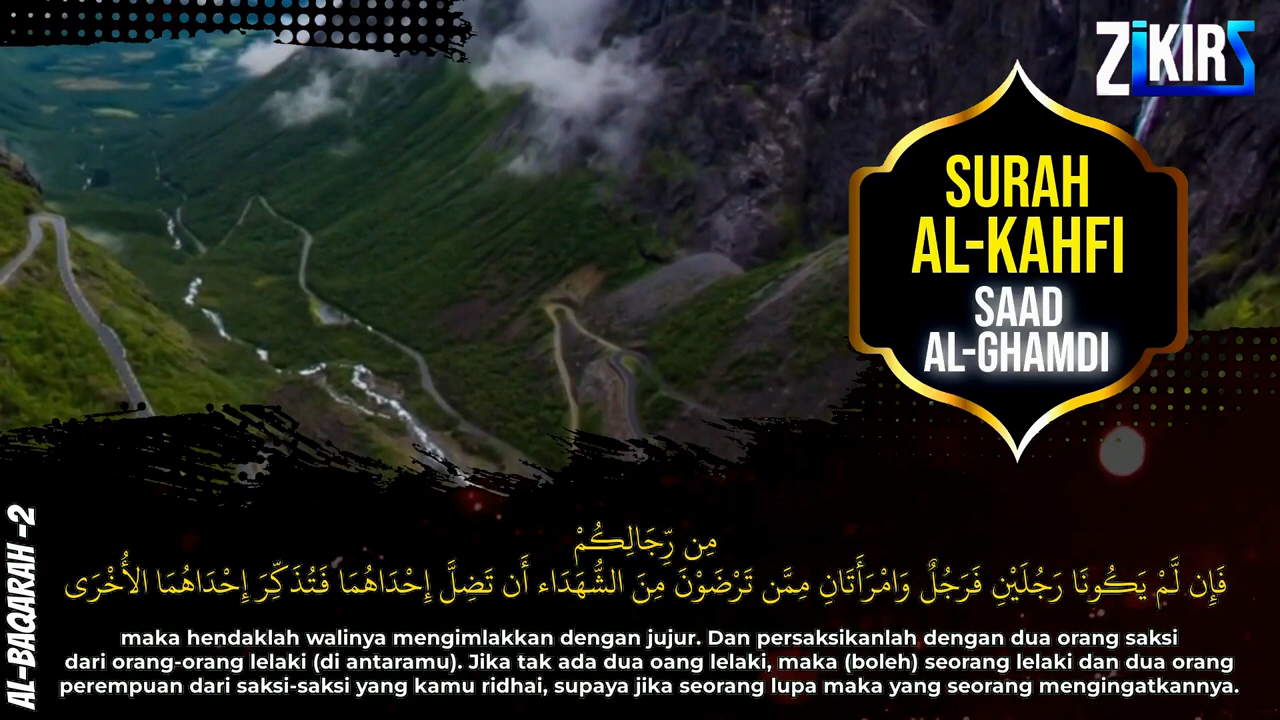 ZiKIRS
SURAH
AL-KAHFI
SAAD
AL-GHAMDI
AL-BAQARAH -2
مِن رِّجَالِكُمْ
فَإِن لَّمْ يَكُونَا رَجُلَيْنِ فَرَجُلٌ وَامْرَأَتَانِ مِمَّن تَرْضَوْنَ مِنَ الشُّهَدَاء أَن تَضِلَّ إِحْدَاهُمَا فَتُذَكِّرَ إِحْدَاهُمَا الأُخْرَى
maka hendaklah walinya mengimlakkan dengan jujur. Dan persaksikanlah dengan dua orang saksi
dari orang-orang lelaki (di antaramu). Jika tak ada dua oang lelaki, maka (boleh) seorang lelaki dan dua orang
perempuan dari saksi-saksi yang kamu ridhai, supaya jika seorang lupa maka yang seorang mengingatkannya.